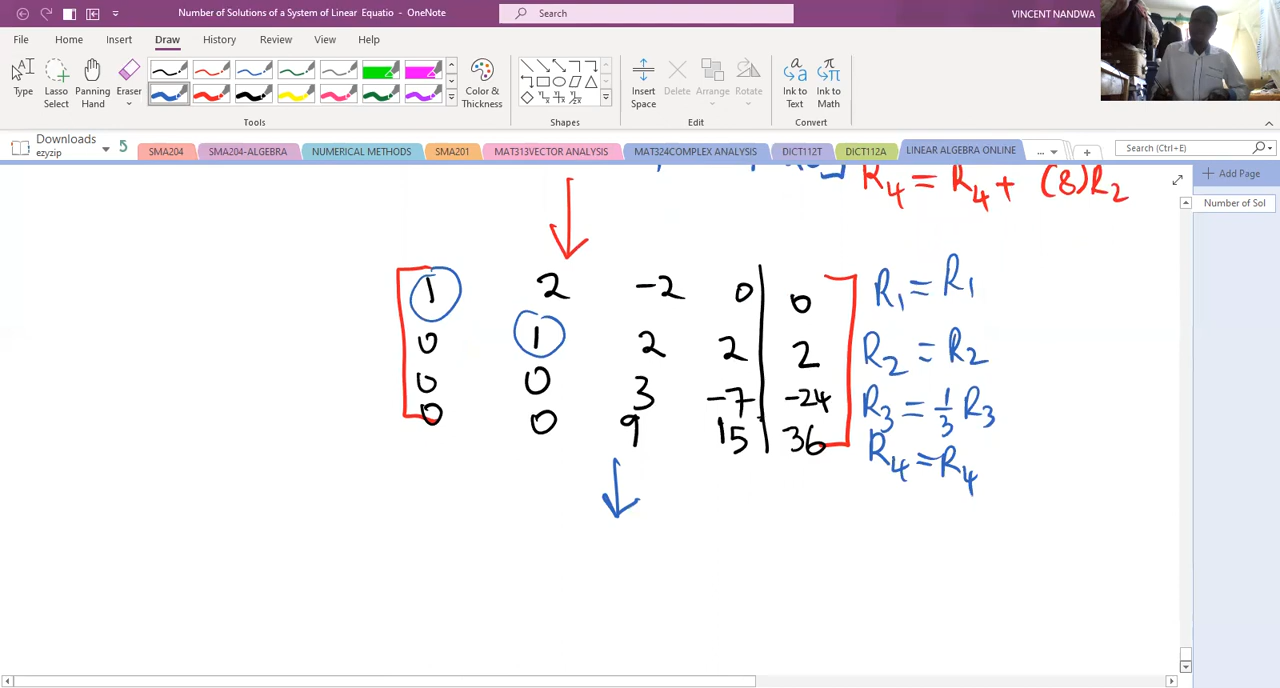 Number of Solutions of a System of Linear Equatio - OneNote
Search
VINCENT NANDWA
File Home Insert Draw History Review View Help
Type
Lasso Select
Panning Hand
Eraser
Color & Thickness
Insert Space
Delete
Arrange
Rotate
Ink to Text
Ink to Math
Tools Shapes Edit Convert
Downloads
ezyzip
SMA204 SMA204-ALGEBRA NUMERICAL METHODS SMA201 MAT313VECTOR ANALYSIS MAT324COMPLEX ANALYSIS DICT112T DICT112A LINEAR ALGEBRA ONLINE ... +
Search (Ctrl+E)
+ Add Page
Number of Sol
R4 = R4 + (8)R2
1 2 -2 0 | 0 R1 = R1
0 1 2 2 | 2 R2 = R2
0 0 3 -7 | -24 R3 = 1/3 R3
0 0 9 15 | 36 R4 = R4